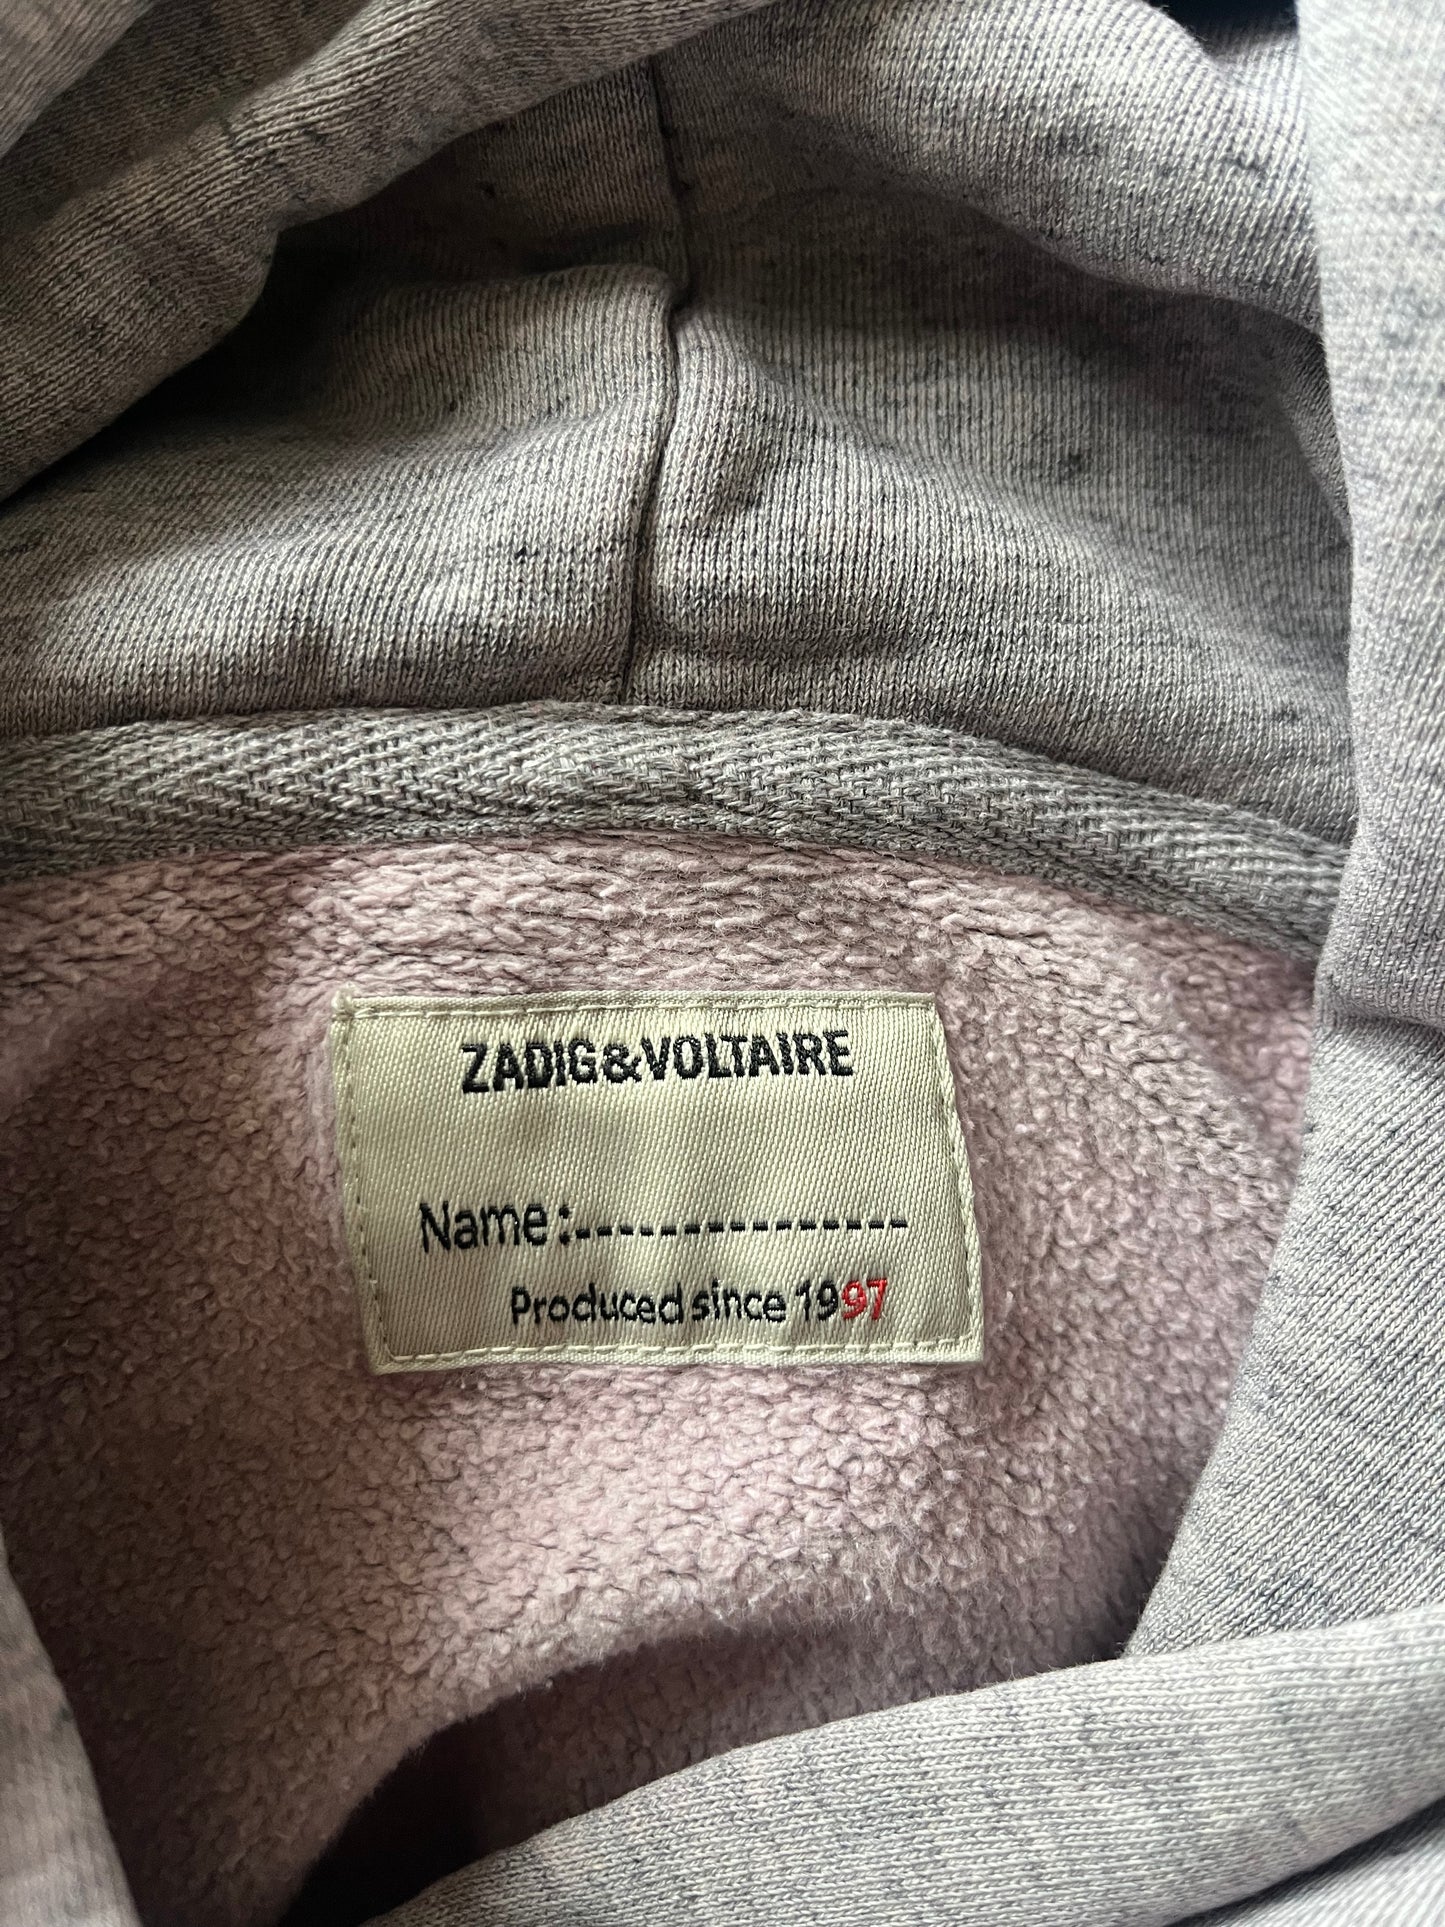 ZADIG&VOLTAIRE
Name:---------------
Produced since 1997